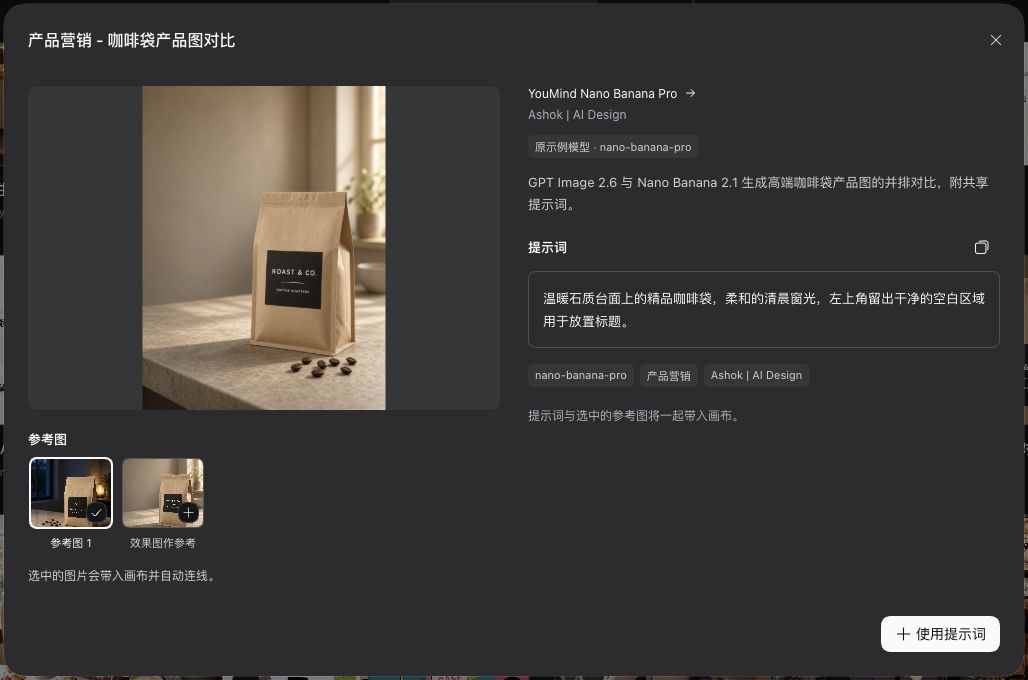 产品营销 - 咖啡袋产品图对比
YouMind Nano Banana Pro →
Ashok | AI Design
原示例模型 · nano-banana-pro
GPT Image 2.6 与 Nano Banana 2.1 生成高端咖啡袋产品图的并排对比，附共享
提示词。
提示词
温暖石质台面上的精品咖啡袋，柔和的清晨窗光，左上角留出干净的空白区域
用于放置标题。
nano-banana-pro
产品营销
Ashok | AI Design
提示词与选中的参考图将一起带入画布。
ROAST & CO.
COFFEE ROASTERS
参考图
参考图 1
效果图作参考
选中的图片会带入画布并自动连线。
使用提示词